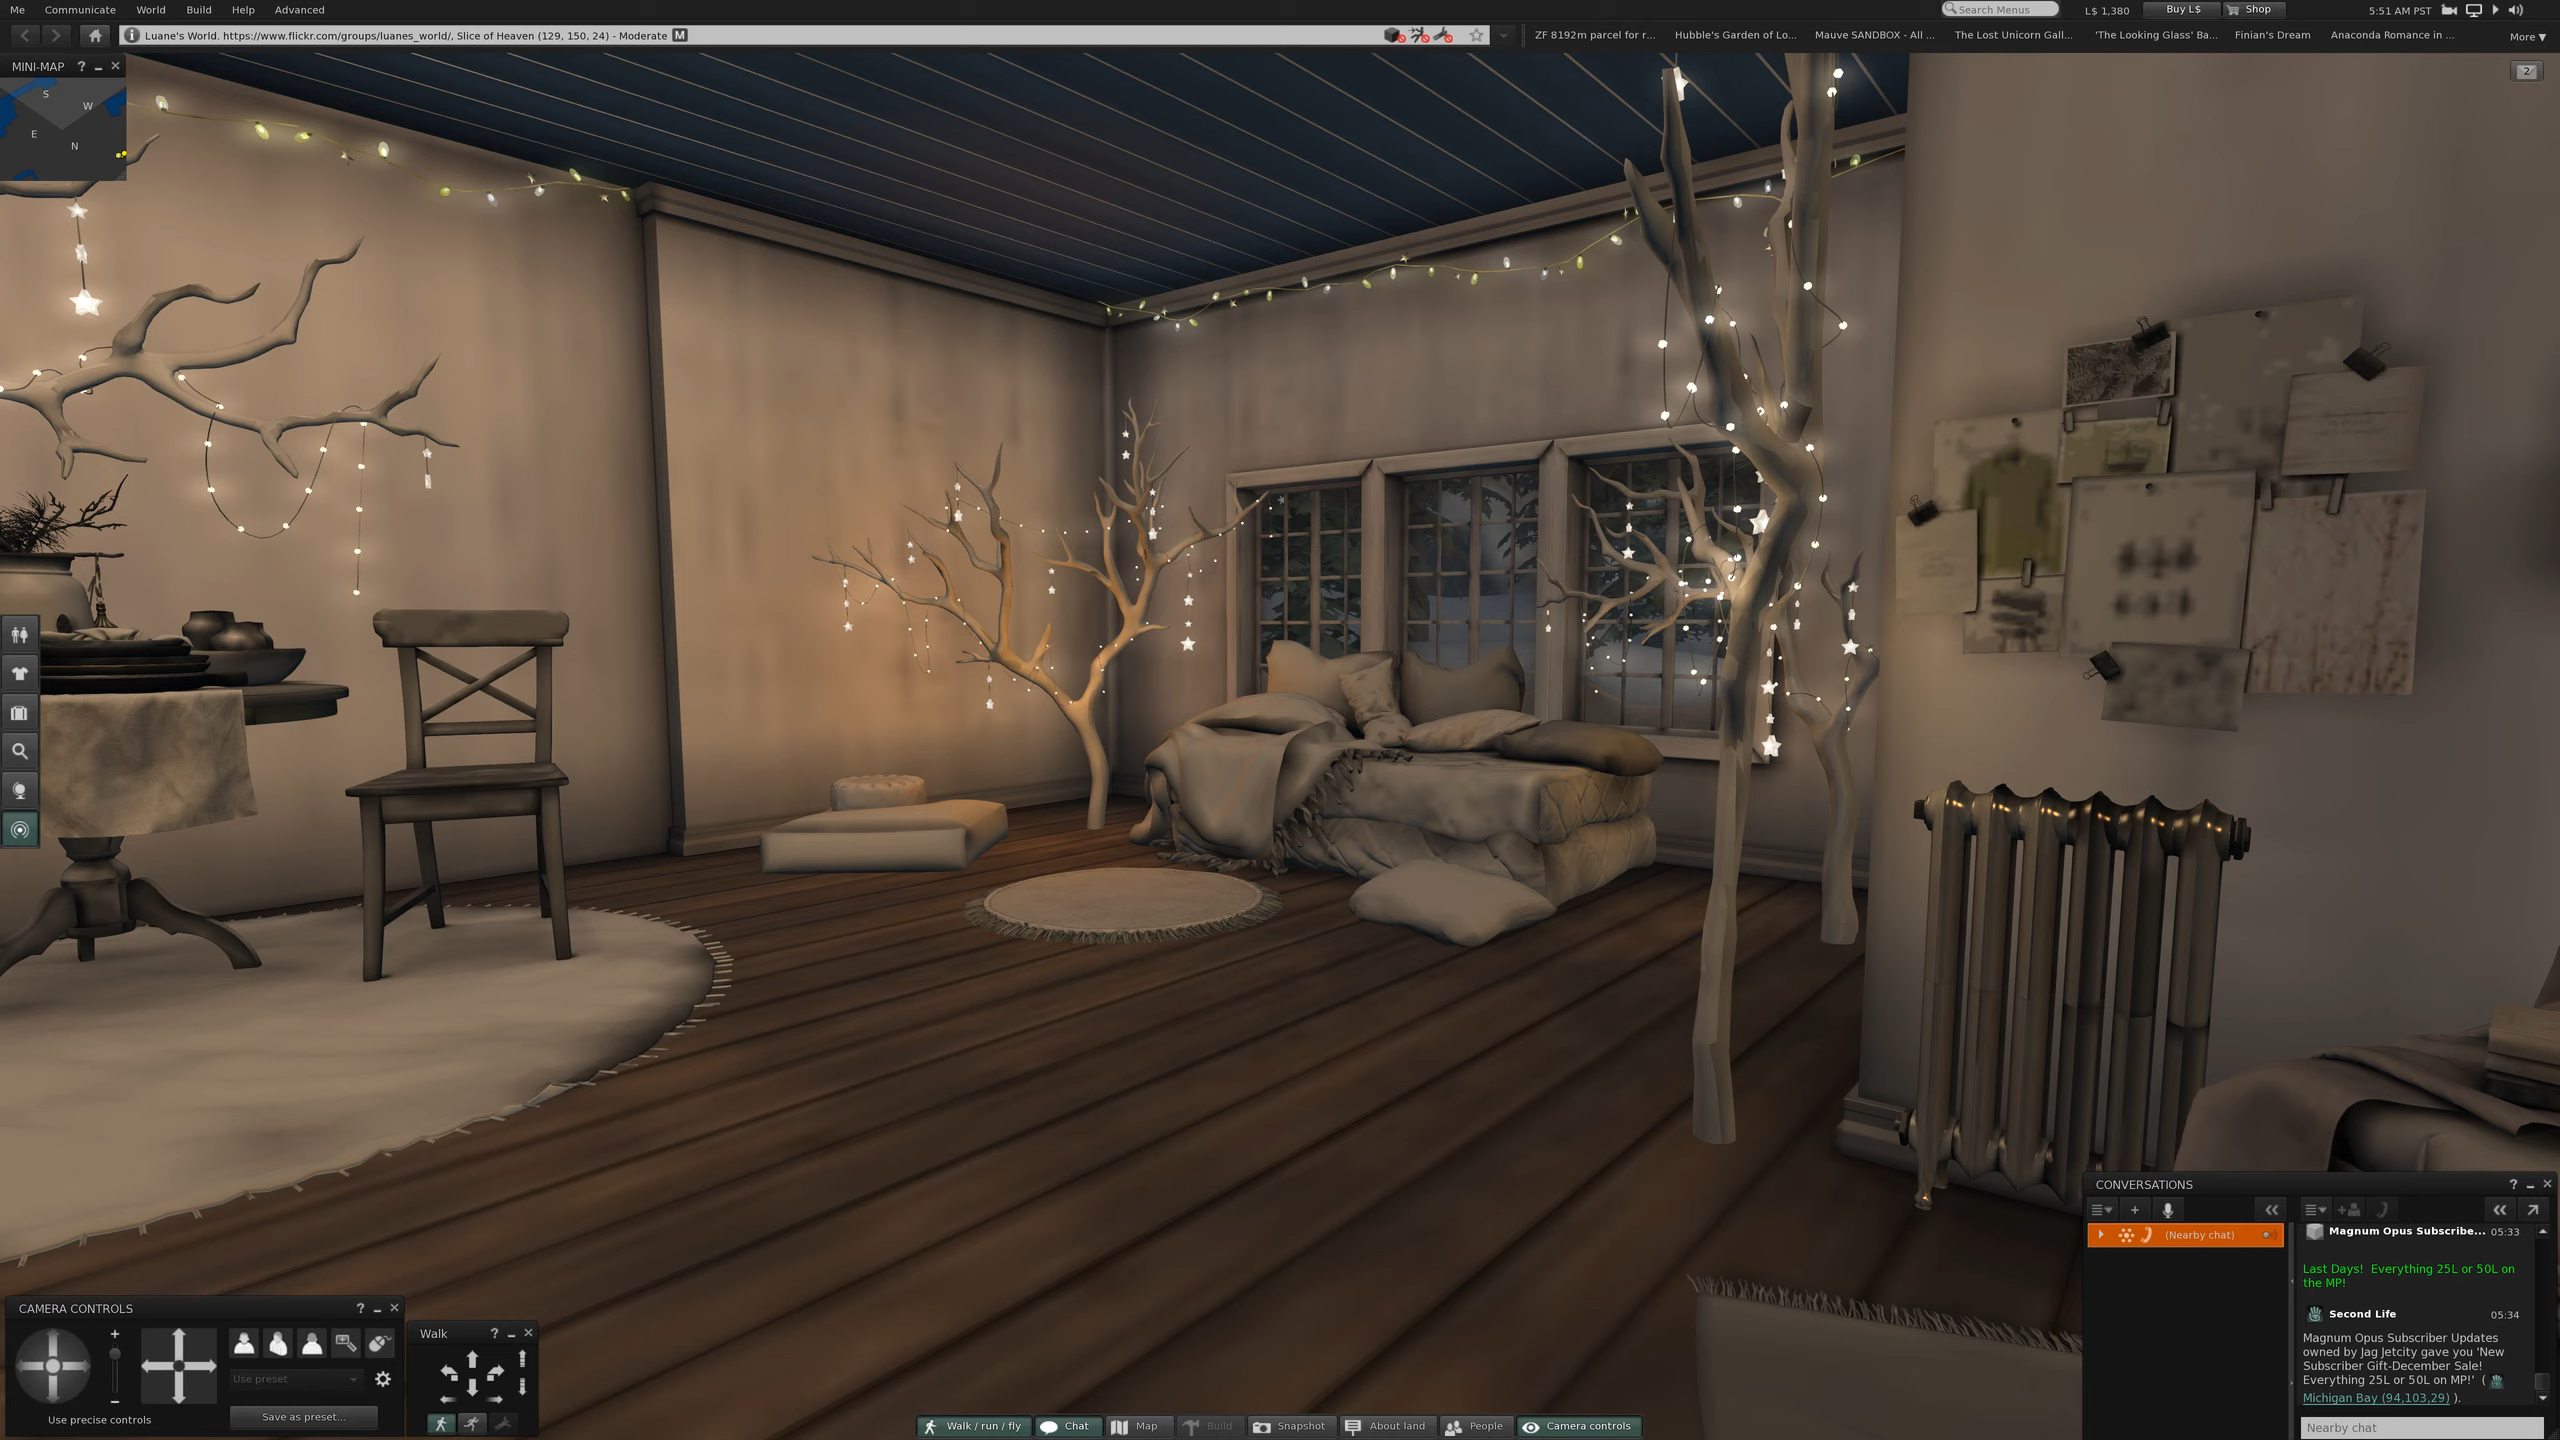 Me Communicate World Build Help Advanced
Search Menus L$ 1,380 Buy L$ Shop 5:51 AM PST
Luane's World. https://www.flickr.com/groups/luanes_world/, Slice of Heaven (129, 150, 24) - Moderate M
ZF 8192m parcel for r... Hubble's Garden of Lo... Mauve SANDBOX - All ... The Lost Unicorn Gall... 'The Looking Glass' Ba... Finian's Dream Anaconda Romance in ... More
MINI-MAP ?
S
W
E
N
2
CONVERSATIONS ?
(Nearby chat)
Magnum Opus Subscribe... 05:33
Last Days! Everything 25L or 50L on
the MP!
Second Life 05:34
Magnum Opus Subscriber Updates
owned by Jag Jetcity gave you 'New
Subscriber Gift-December Sale!
Everything 25L or 50L on MP!' (
Michigan Bay (94,103,29) ).
Nearby chat
CAMERA CONTROLS ?
Use preset
Use precise controls
Save as preset...
Walk ?
Walk / run / fly Chat Map Build Snapshot About land People Camera controls